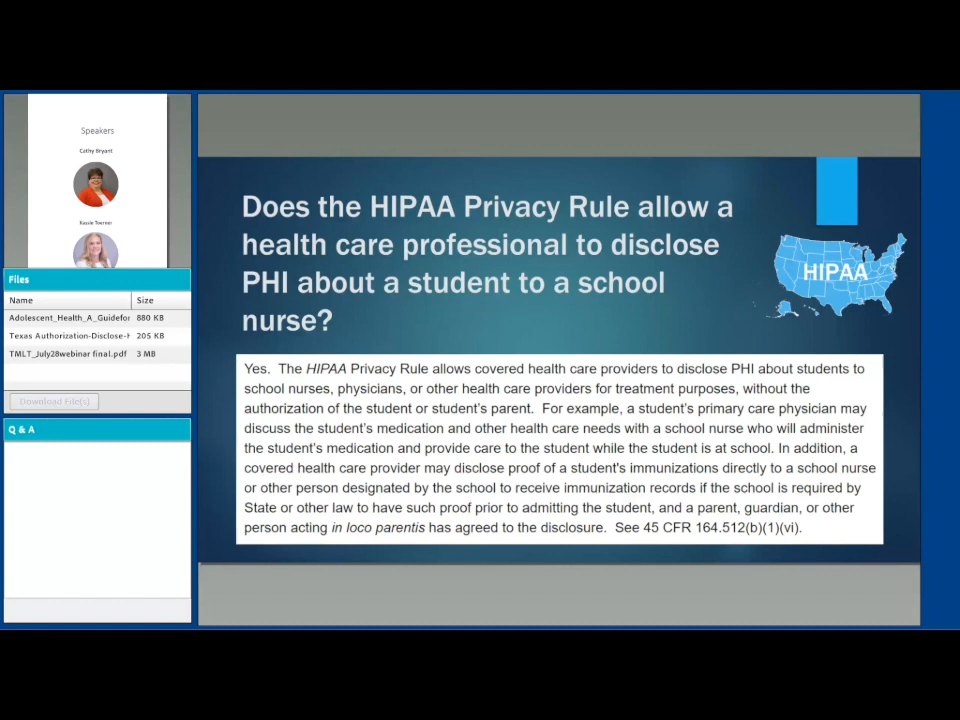 Speakers
Cathy Bryant
Kassie Toerner
Files
Name Size
Adolescent_Health_A_Guidefor 880 KB
Texas Authorization-Disclose-H 205 KB
TMLT_July28webinar final.pdf 3 MB
Download File(s)
Q & A
Does the HIPAA Privacy Rule allow a
health care professional to disclose
PHI about a student to a school
nurse?
HIPAA
Yes. The HIPAA Privacy Rule allows covered health care providers to disclose PHI about students to
school nurses, physicians, or other health care providers for treatment purposes, without the
authorization of the student or student's parent. For example, a student's primary care physician may
discuss the student's medication and other health care needs with a school nurse who will administer
the student's medication and provide care to the student while the student is at school. In addition, a
covered health care provider may disclose proof of a student's immunizations directly to a school nurse
or other person designated by the school to receive immunization records if the school is required by
State or other law to have such proof prior to admitting the student, and a parent, guardian, or other
person acting in loco parentis has agreed to the disclosure. See 45 CFR 164.512(b)(1)(vi).